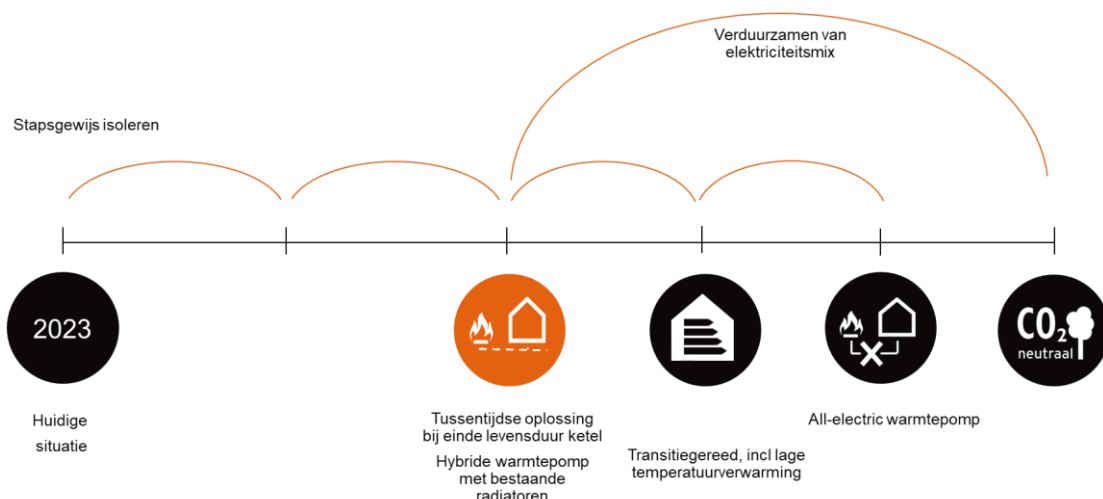 Verduurzamen van
elektriciteitsmix
Stapsgewijs isoleren
2023
CO2
neutraal
Huidige
situatie
Tussentijdse oplossing
bij einde levensduur ketel
Hybride warmtepomp
met bestaande
radiatoren
Transitiegereed, incl lage
temperatuurverwarming
All-electric warmtepomp